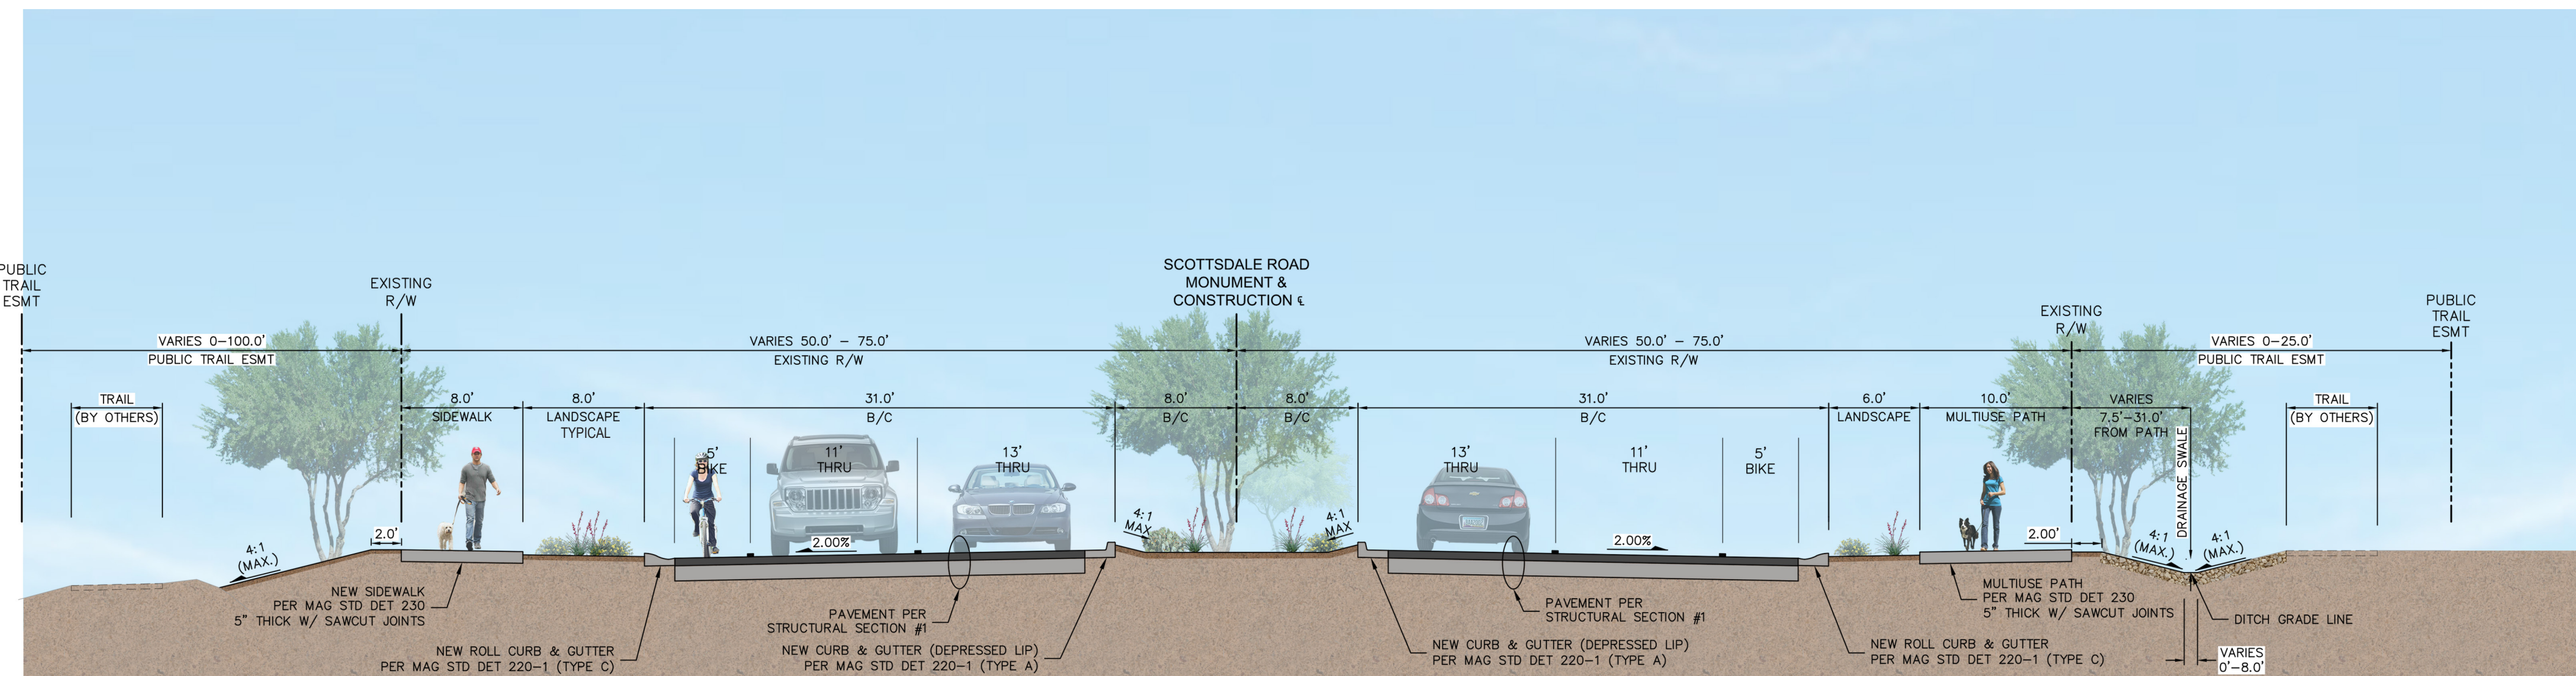 PUBLIC
TRAIL
ESMT
EXISTING
R/W
SCOTTSDALE ROAD
MONUMENT &
CONSTRUCTION ℄
EXISTING
R/W
PUBLIC
TRAIL
ESMT
VARIES 0-100.0'
PUBLIC TRAIL ESMT
VARIES 50.0' - 75.0'
EXISTING R/W
VARIES 50.0' - 75.0'
EXISTING R/W
VARIES 0-25.0'
PUBLIC TRAIL ESMT
TRAIL
(BY OTHERS)
8.0'
SIDEWALK
8.0'
LANDSCAPE
TYPICAL
31.0'
B/C
8.0'
B/C
8.0'
B/C
31.0'
B/C
6.0'
LANDSCAPE
10.0'
MULTIUSE PATH
VARIES
7.5'-31.0'
FROM PATH
TRAIL
(BY OTHERS)
5'
BIKE
11'
THRU
13'
THRU
13'
THRU
11'
THRU
5'
BIKE
DRAINAGE SWALE
4:1
(MAX.)
2.0'
2.00%
4:1
MAX
4:1
MAX
2.00%
2.00'
4:1
(MAX.)
4:1
(MAX.)
NEW SIDEWALK
PER MAG STD DET 230
5" THICK W/ SAWCUT JOINTS
NEW ROLL CURB & GUTTER
PER MAG STD DET 220-1 (TYPE C)
PAVEMENT PER
STRUCTURAL SECTION #1
NEW CURB & GUTTER (DEPRESSED LIP)
PER MAG STD DET 220-1 (TYPE A)
PAVEMENT PER
STRUCTURAL SECTION #1
NEW CURB & GUTTER (DEPRESSED LIP)
PER MAG STD DET 220-1 (TYPE A)
NEW ROLL CURB & GUTTER
PER MAG STD DET 220-1 (TYPE C)
MULTIUSE PATH
PER MAG STD DET 230
5" THICK W/ SAWCUT JOINTS
DITCH GRADE LINE
VARIES
0'-8.0'